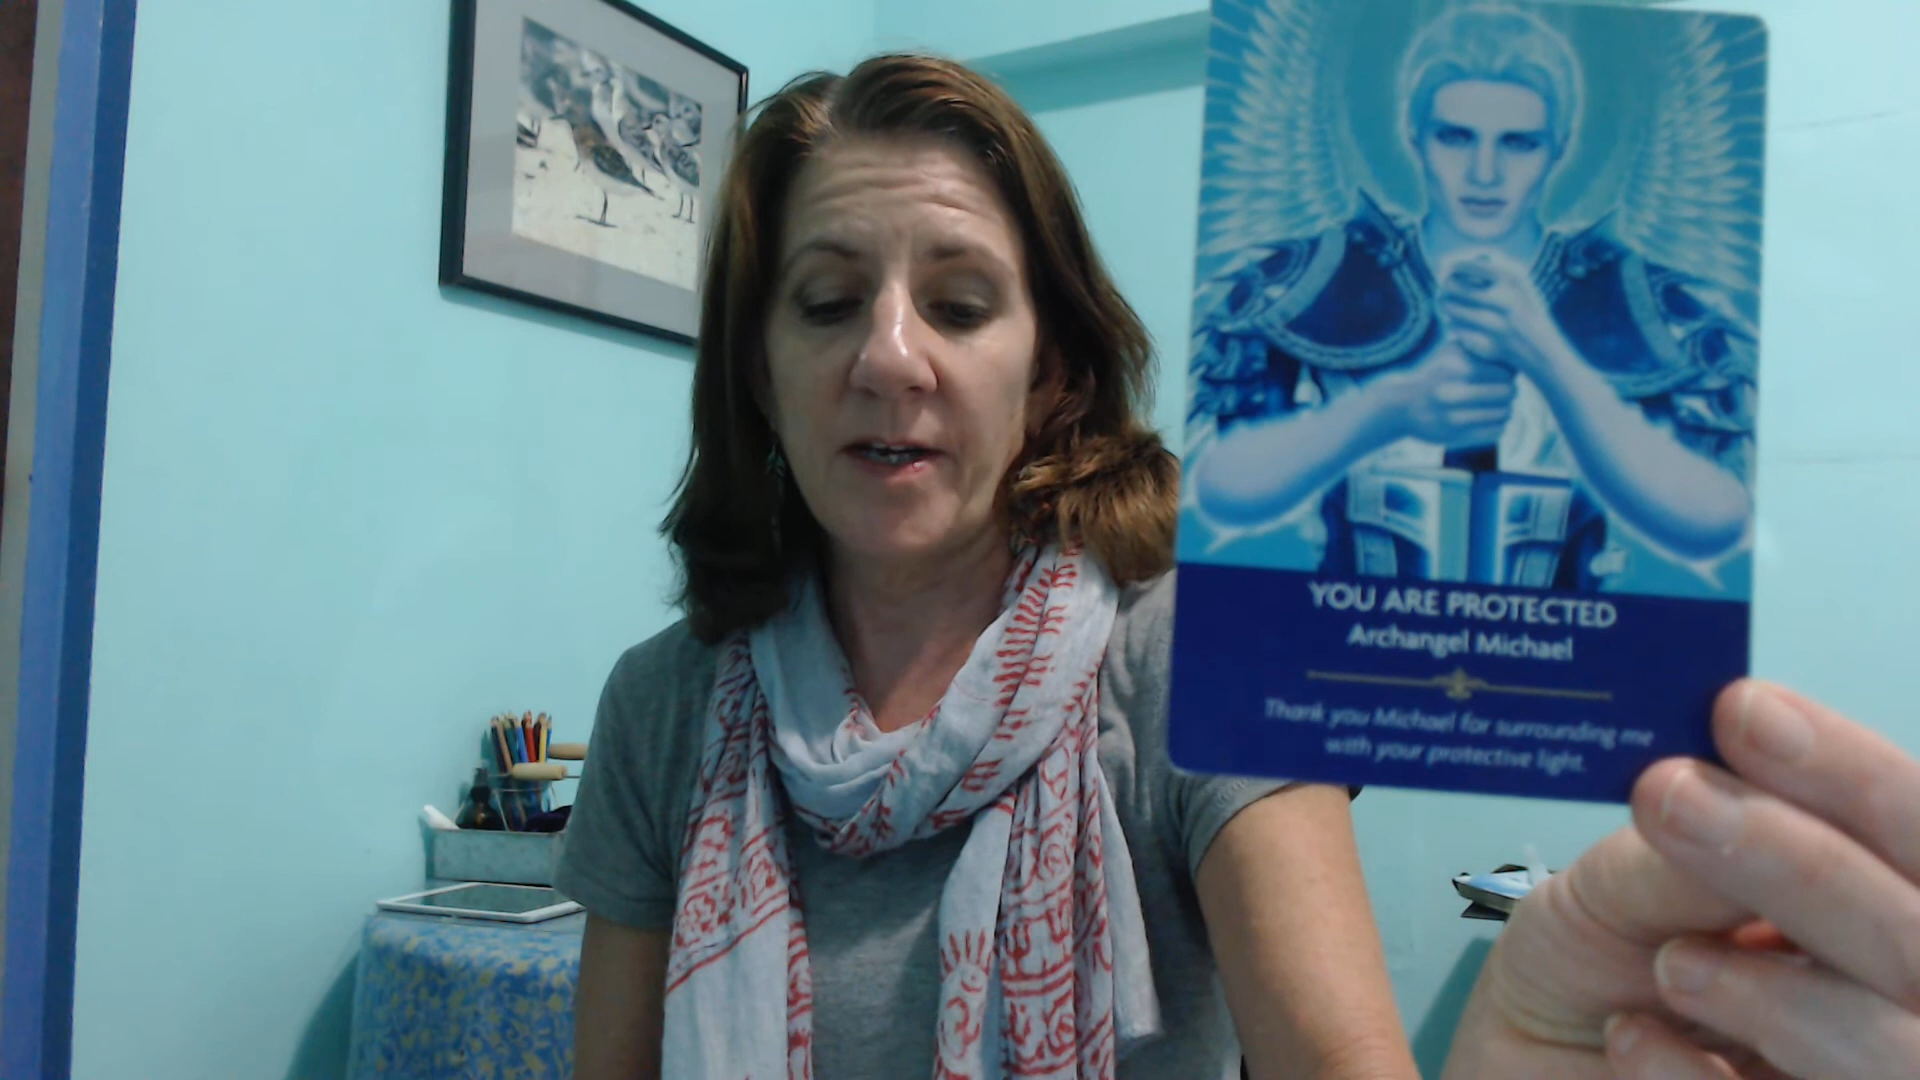 YOU ARE PROTECTED
Archangel Michael
Thank you Michael for surrounding me
with your protective light.